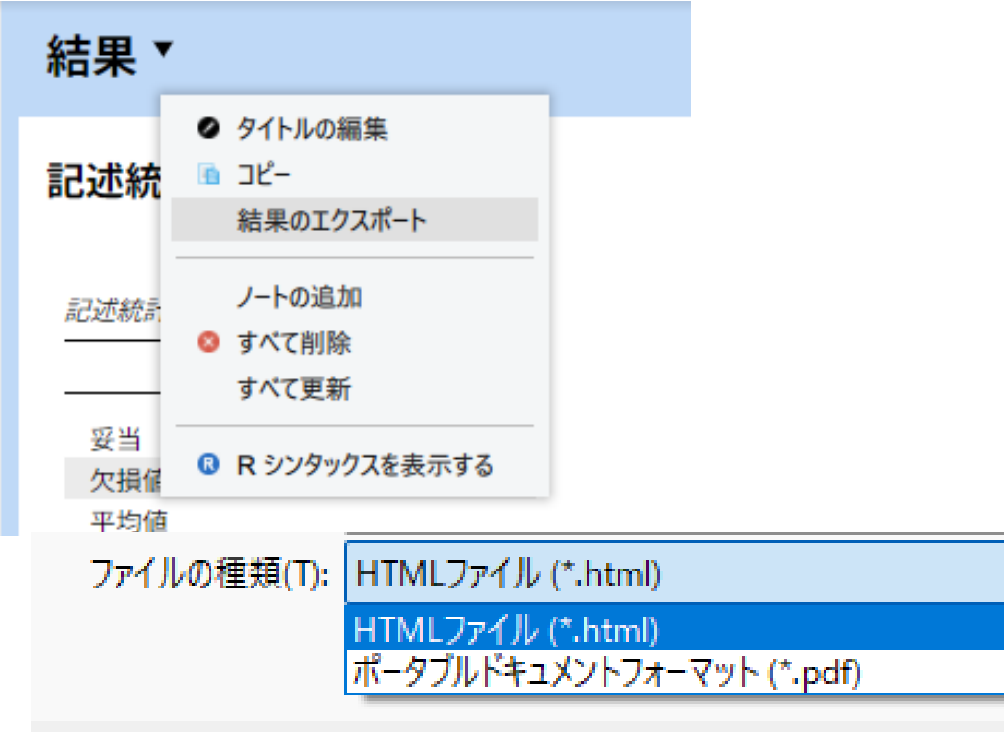 結果 ▼
タイトルの編集
コピー
記述統
結果のエクスポート
ノートの追加
記述統計
すべて削除
すべて更新
妥当
R シンタックスを表示する
欠損値
平均値
ファイルの種類(T): HTMLファイル (*.html)
HTMLファイル (*.html)
ポータブルドキュメントフォーマット (*.pdf)